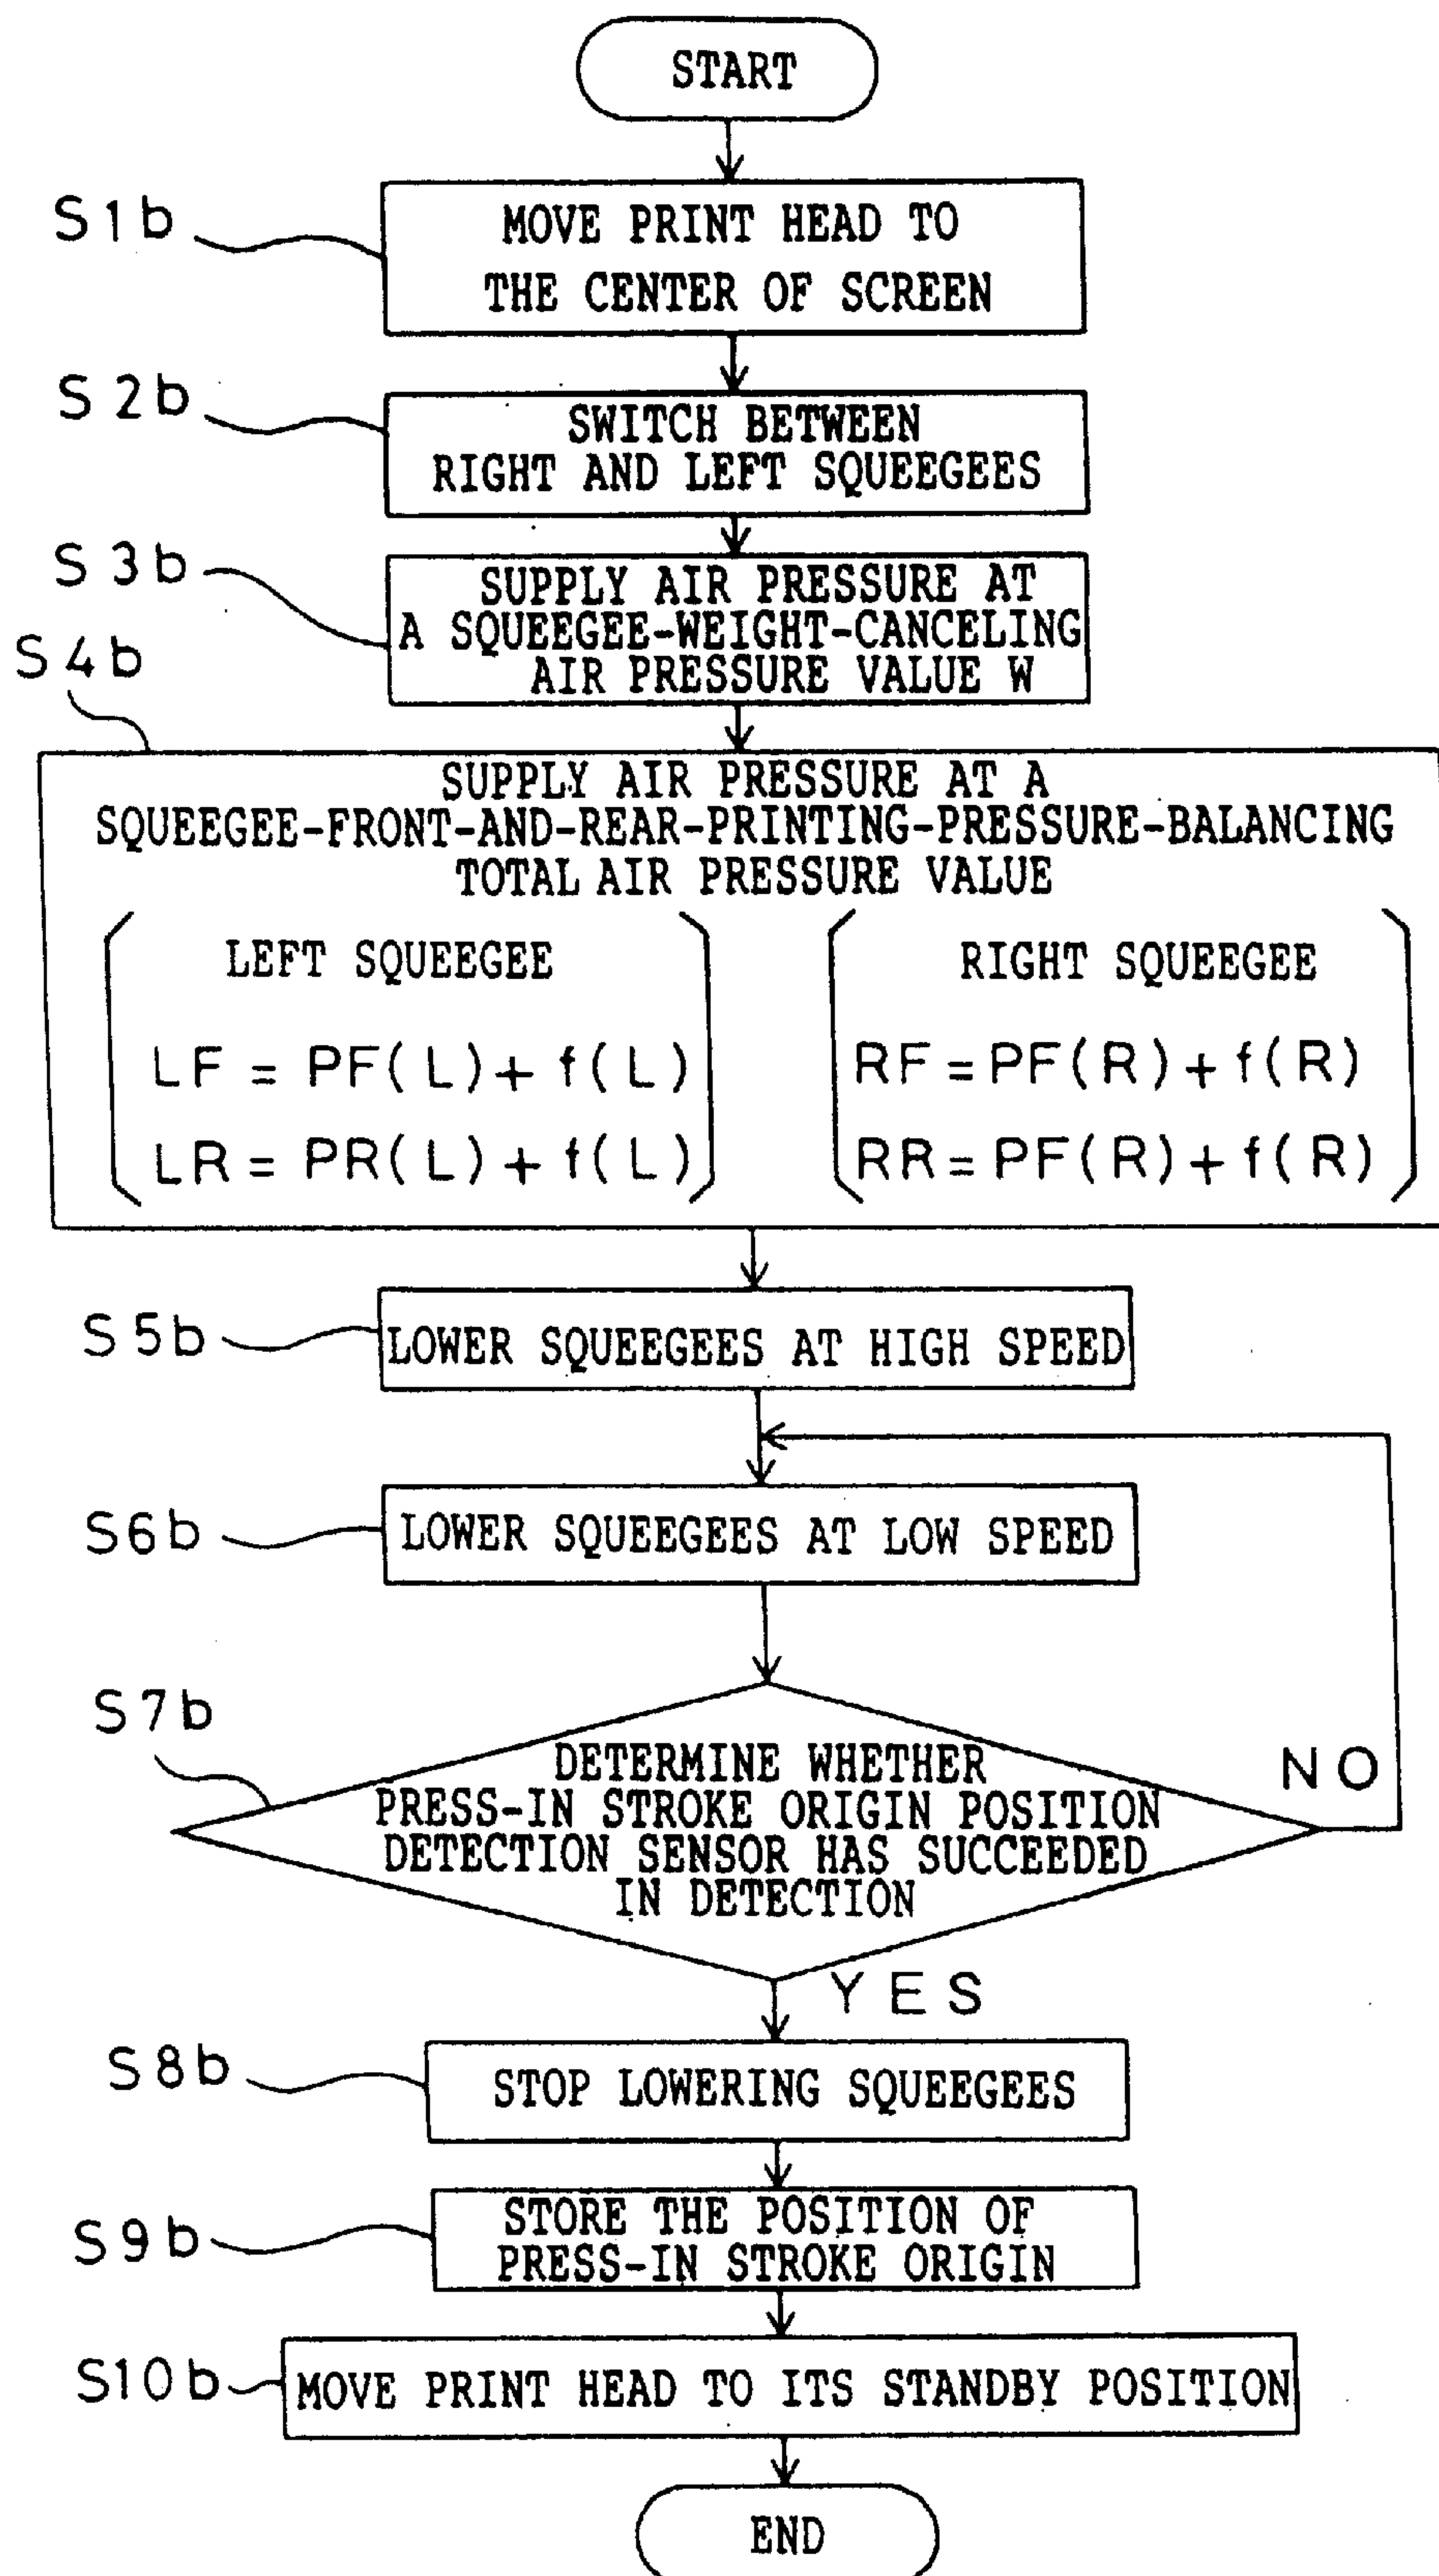 START
S1b
MOVE PRINT HEAD TO
THE CENTER OF SCREEN
S2b
SWITCH BETWEEN
RIGHT AND LEFT SQUEEGEES
S3b
SUPPLY AIR PRESSURE AT
A SQUEEGEE-WEIGHT-CANCELING
AIR PRESSURE VALUE W
S4b
SUPPLY AIR PRESSURE AT A
SQUEEGEE-FRONT-AND-REAR-PRINTING-PRESSURE-BALANCING
TOTAL AIR PRESSURE VALUE
LEFT SQUEEGEE
LF = PF(L)+ f(L)
LR = PR(L)+ f(L)
RIGHT SQUEEGEE
RF = PF(R)+ f(R)
RR = PF(R)+ f(R)
S5b
LOWER SQUEEGEES AT HIGH SPEED
S6b
LOWER SQUEEGEES AT LOW SPEED
S7b
DETERMINE WHETHER
PRESS-IN STROKE ORIGIN POSITION
DETECTION SENSOR HAS SUCCEEDED
IN DETECTION
NO
YES
S8b
STOP LOWERING SQUEEGEES
S9b
STORE THE POSITION OF
PRESS-IN STROKE ORIGIN
S10b
MOVE PRINT HEAD TO ITS STANDBY POSITION
END